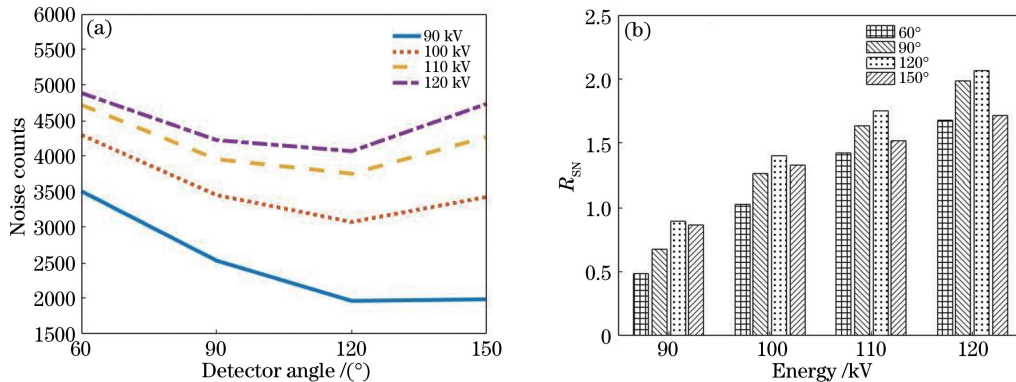 (a)
90 kV
100 kV
110 kV
120 kV
Noise counts
6000
5500
5000
4500
4000
3500
3000
2500
2000
1500
60
90
120
150
Detector angle /(°)
(b)
60°
90°
120°
150°
R_SN
2.5
2.0
1.5
1.0
0.5
0
90
100
110
120
Energy /kV